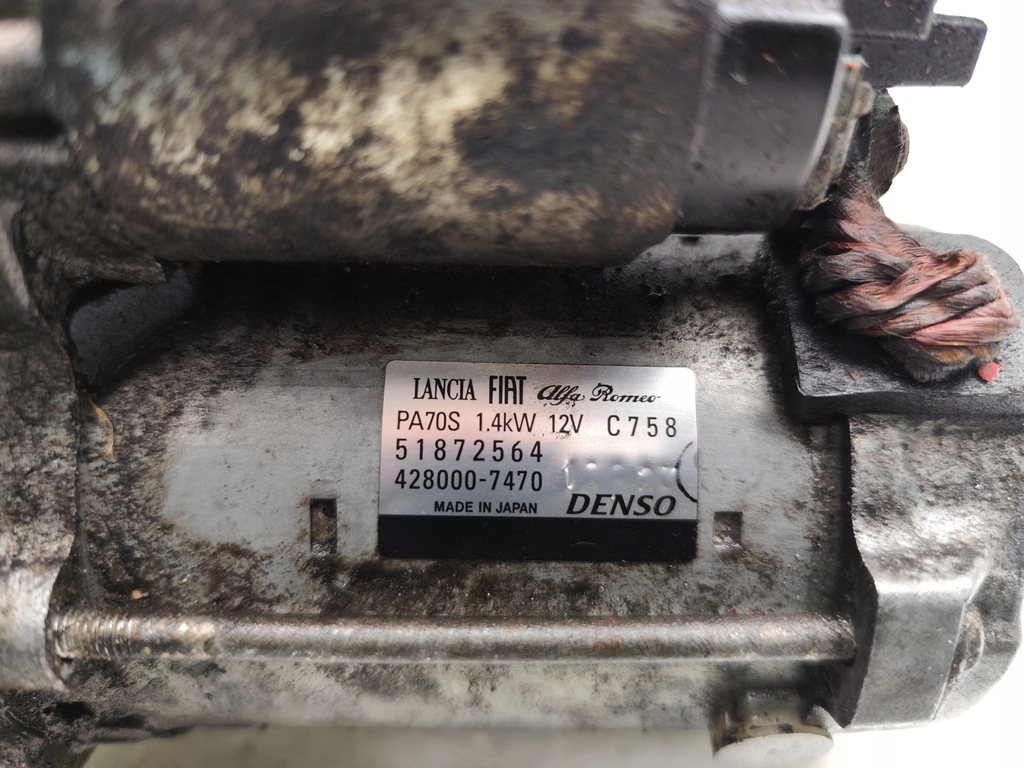 LANCIA FIAT Alfa Romeo
PA70S 1.4kW 12V C758
51872564
428000-7470
MADE IN JAPAN DENSO